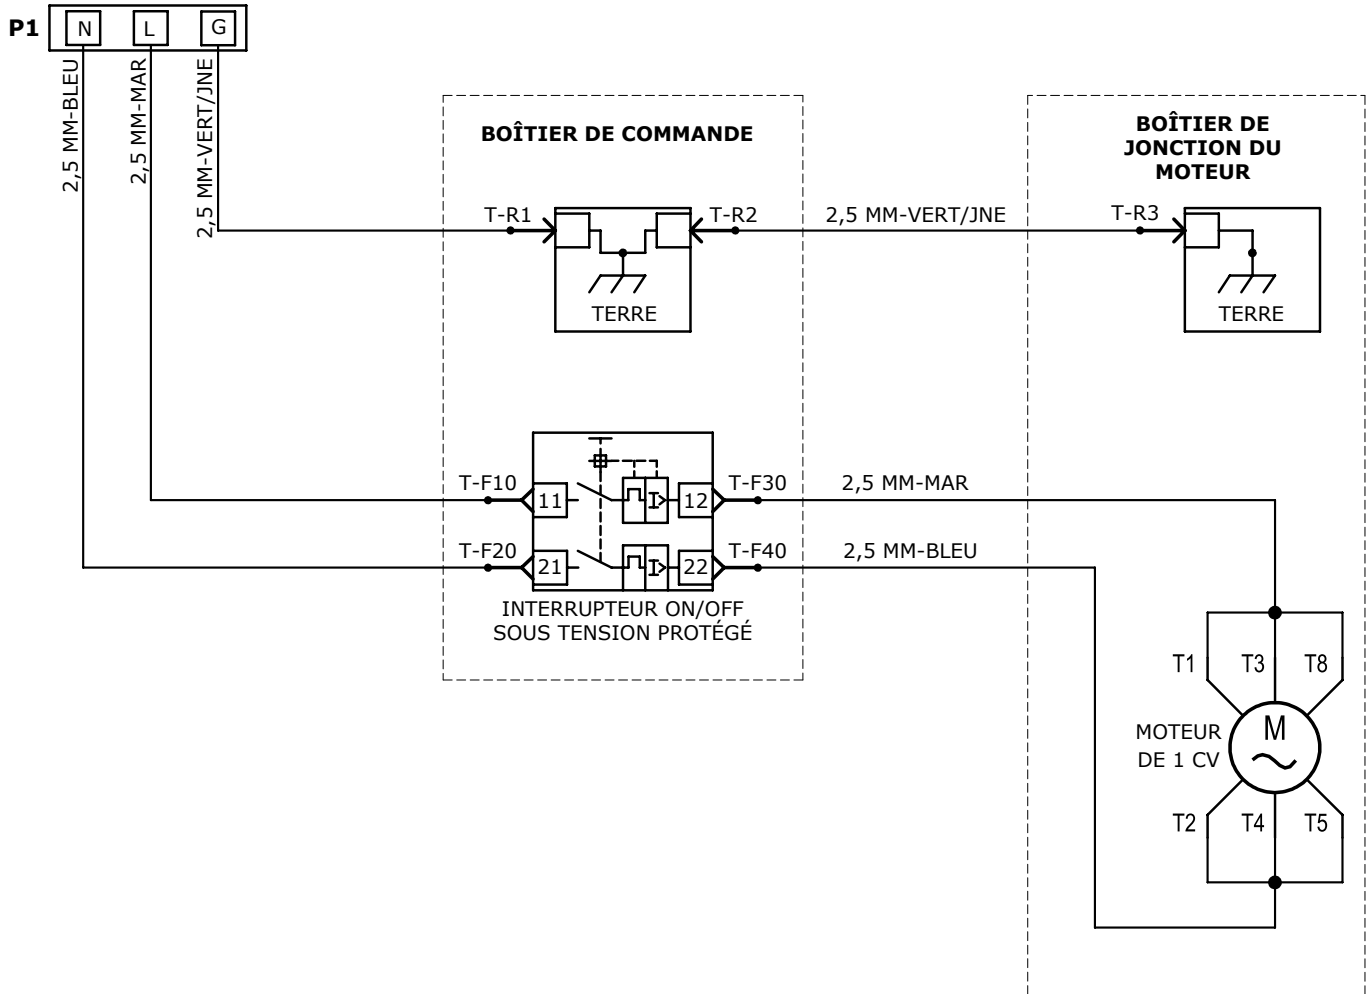 P1 N L G
2,5 MM-BLEU
2,5 MM-MAR
2,5 MM-VERT/JNE
BOÎTIER DE COMMANDE
BOÎTIER DE
JONCTION DU
MOTEUR
T-R1
T-R2
2,5 MM-VERT/JNE
T-R3
TERRE
TERRE
T-F10
11
12
T-F30
2,5 MM-MAR
T-F20
21
22
T-F40
2,5 MM-BLEU
INTERRUPTEUR ON/OFF
SOUS TENSION PROTÉGÉ
T1 T3 T8
MOTEUR
DE 1 CV
M
T2 T4 T5